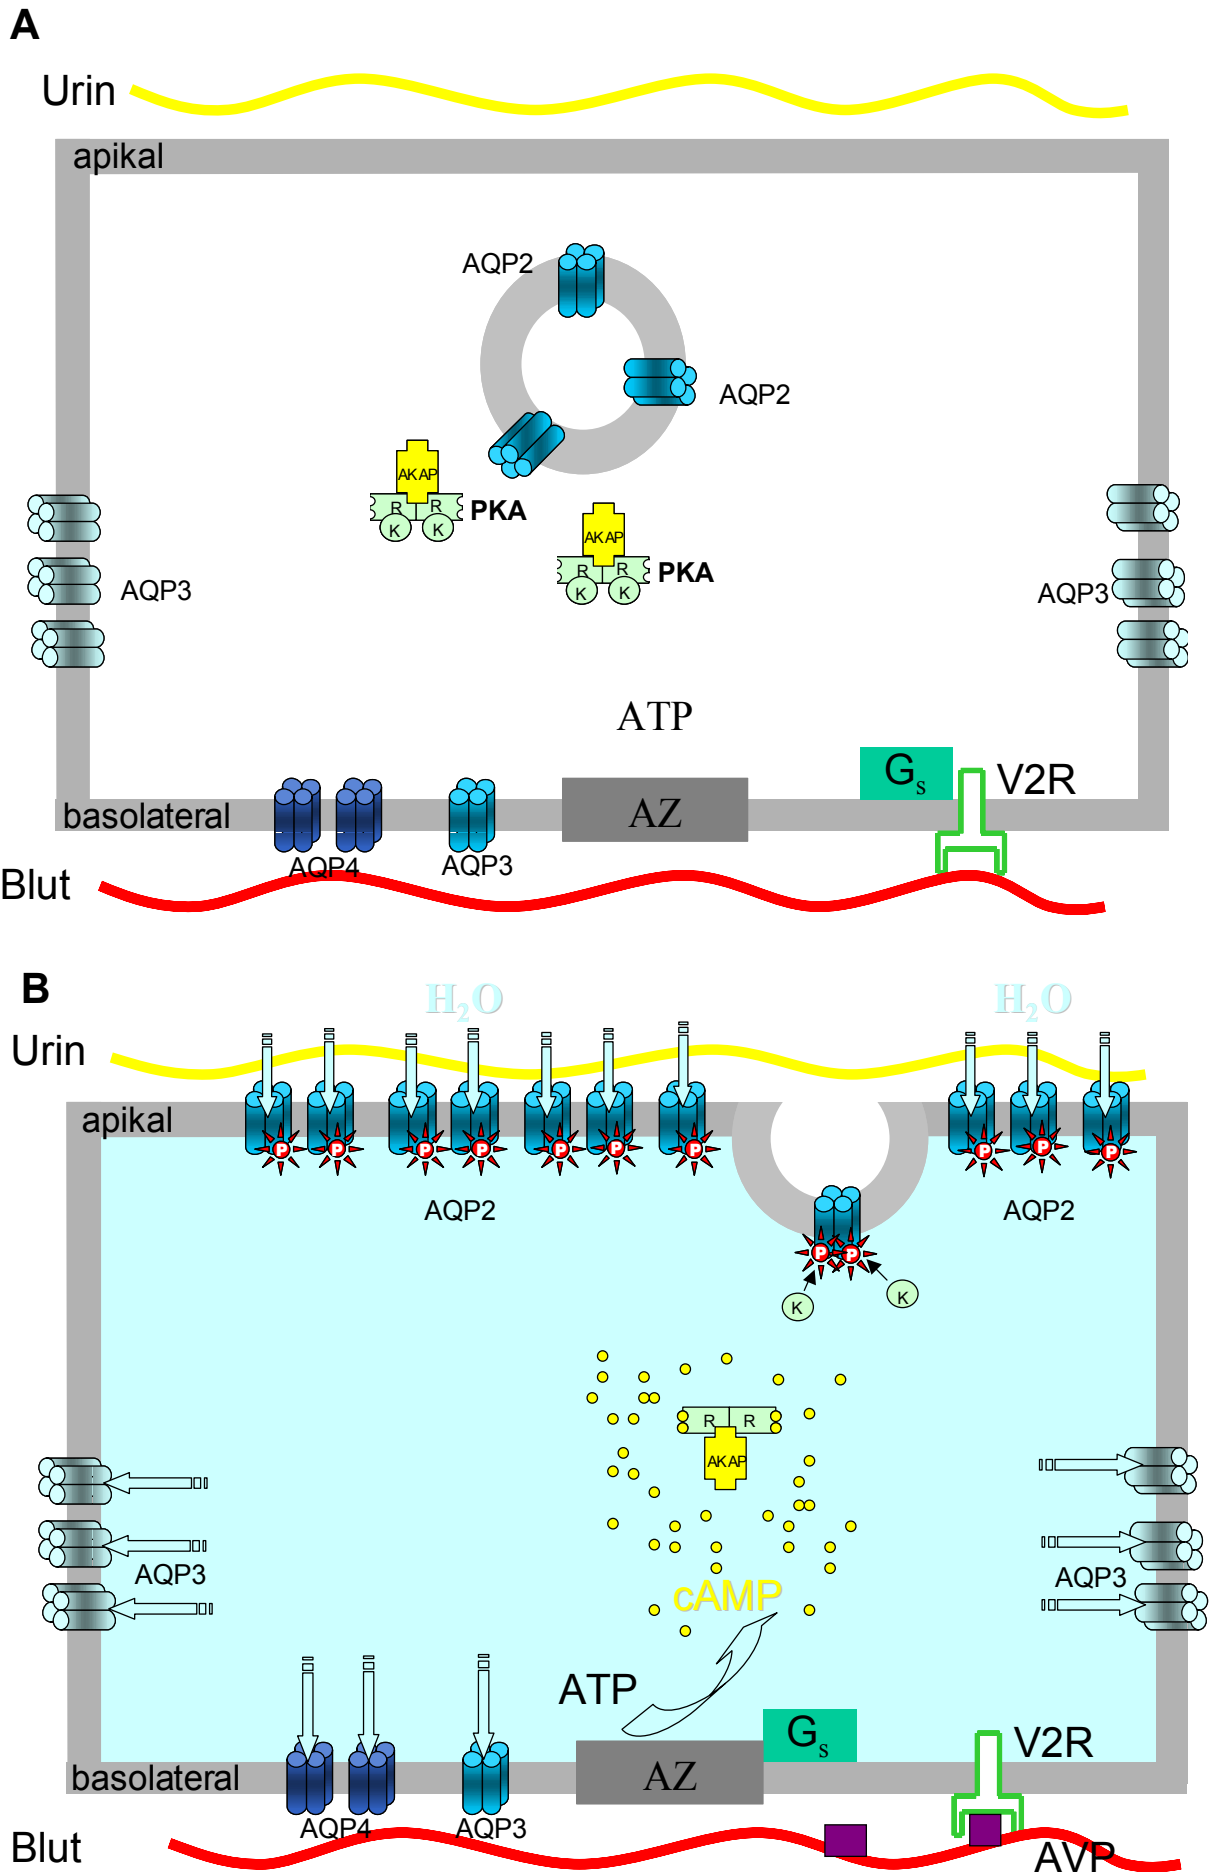 A
Urin
apikal
AQP2
AQP2
AKAP
R R
K K
PKA
AKAP
R R
K K
PKA
AQP3
AQP3
ATP
Gs
V2R
AZ
basolateral
AQP4
AQP3
Blut
B
H2O
H2O
Urin
apikal
P P P P P P P P P P
AQP2
AQP2
P P
K
K
R R
AKAP
AQP3
AQP3
cAMP
ATP
Gs
V2R
AZ
basolateral
AQP4
AQP3
Blut
AVP